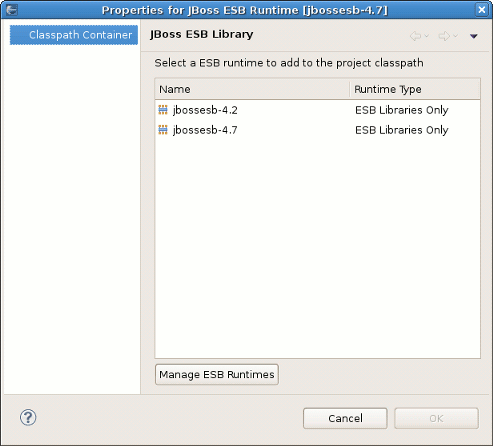 Properties for JBoss ESB Runtime [jbossesb-4.7]
Classpath Container
JBoss ESB Library
Select a ESB runtime to add to the project classpath
Name Runtime Type
jbossesb-4.2 ESB Libraries Only
jbossesb-4.7 ESB Libraries Only
Manage ESB Runtimes
? Cancel OK